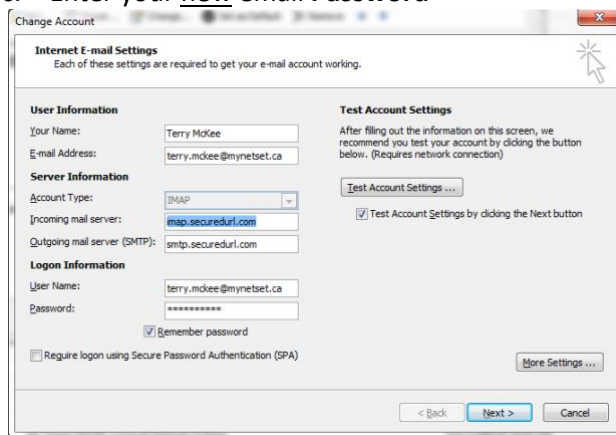 Enter your new email Password
Change Account
Internet E-mail Settings
Each of these settings are required to get your e-mail account working.
User Information
Your Name:
Terry McKee
E-mail Address:
terry.mckee@mynetset.ca
Server Information
Account Type:
IMAP
Incoming mail server:
imap.securedurl.com
Outgoing mail server (SMTP):
smtp.securedurl.com
Logon Information
User Name:
terry.mckee@mynetset.ca
Password:
**********
Remember password
Require logon using Secure Password Authentication (SPA)
Test Account Settings
After filling out the information on this screen, we
recommend you test your account by clicking the button
below. (Requires network connection)
Test Account Settings ...
Test Account Settings by clicking the Next button
More Settings ...
< Back
Next >
Cancel